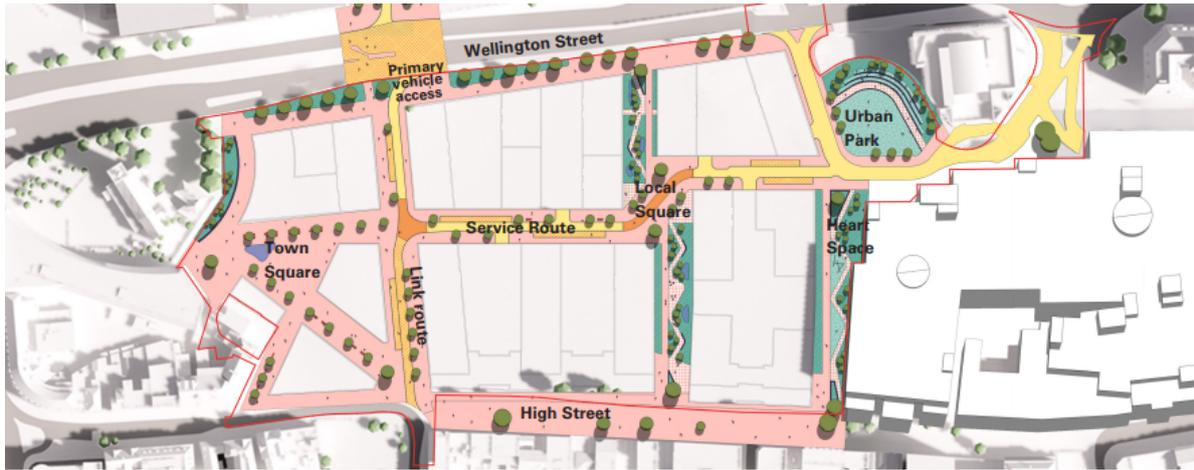 Wellington Street
Primary
vehicle
access
Urban
Park
Local
Square
Service Route
Heart
Space
Town
Square
Link route
High Street